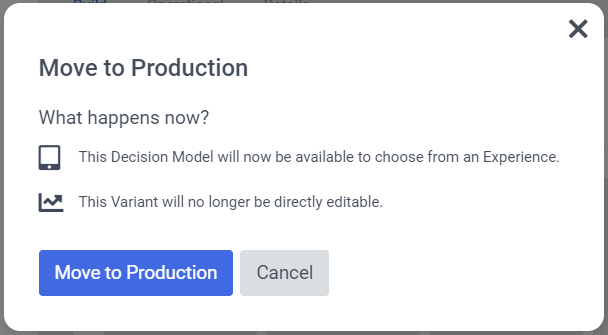 Move to Production
What happens now?
This Decision Model will now be available to choose from an Experience.
This Variant will no longer be directly editable.
Move to Production
Cancel